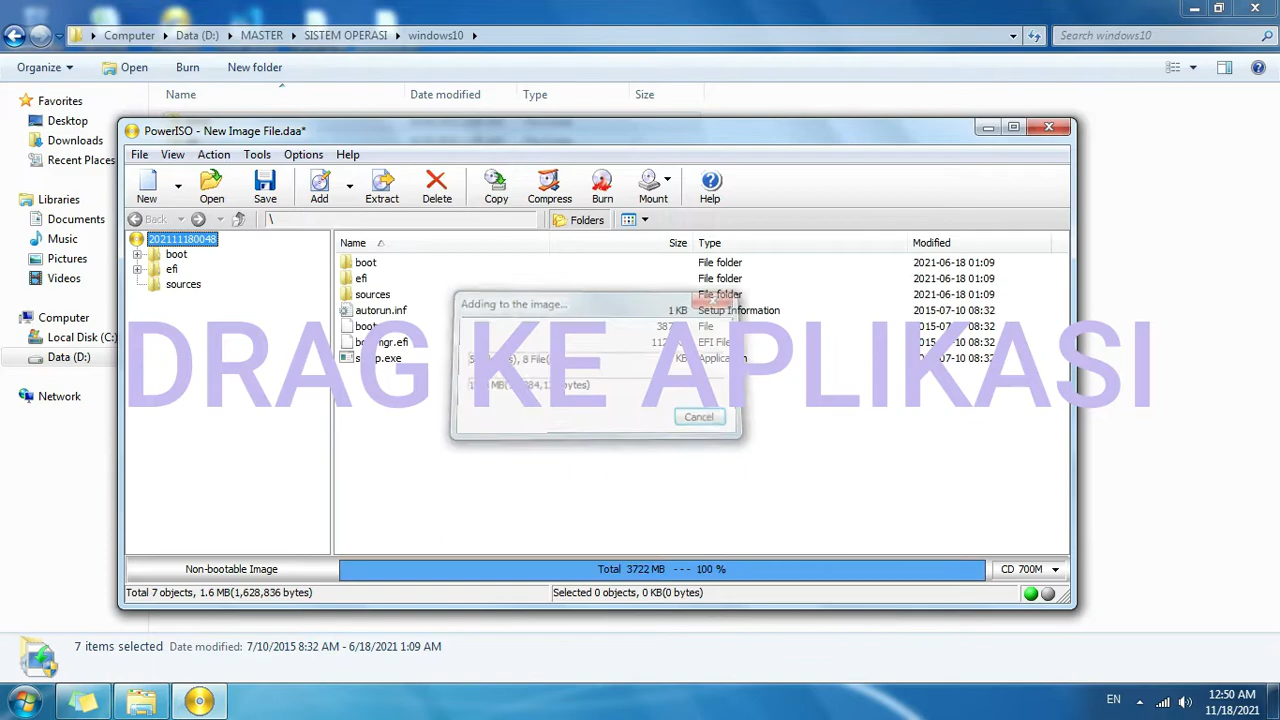 Computer Data (D:) MASTER SISTEM OPERASI windows10
Search windows10
Organize Open Burn New folder
Name Date modified Type Size
Favorites
Desktop
Downloads
Recent Places
Libraries
Documents
Music
Pictures
Videos
Computer
Local Disk (C:)
Data (D:)
Network
PowerISO - New Image File.daa*
File View Action Tools Options Help
New Open Save Add Extract Delete Copy Compress Burn Mount Help
Back \ Folders
202111180048
boot
efi
sources
Name Size Type Modified
boot File folder 2021-06-18 01:09
efi File folder 2021-06-18 01:09
sources File folder 2021-06-18 01:09
autorun.inf 1 KB Setup Information 2015-07-10 08:32
File
EFI File
KB
Adding to the image...
Cancel
DRAG KE APLIKASI
Non-bootable Image Total 3722 MB --- 100 % CD 700M
Total 7 objects, 1.6 MB(1,628,836 bytes) Selected 0 objects, 0 KB(0 bytes)
7 items selected Date modified: 7/10/2015 8:32 AM - 6/18/2021 1:09 AM
EN 12:50 AM
11/18/2021